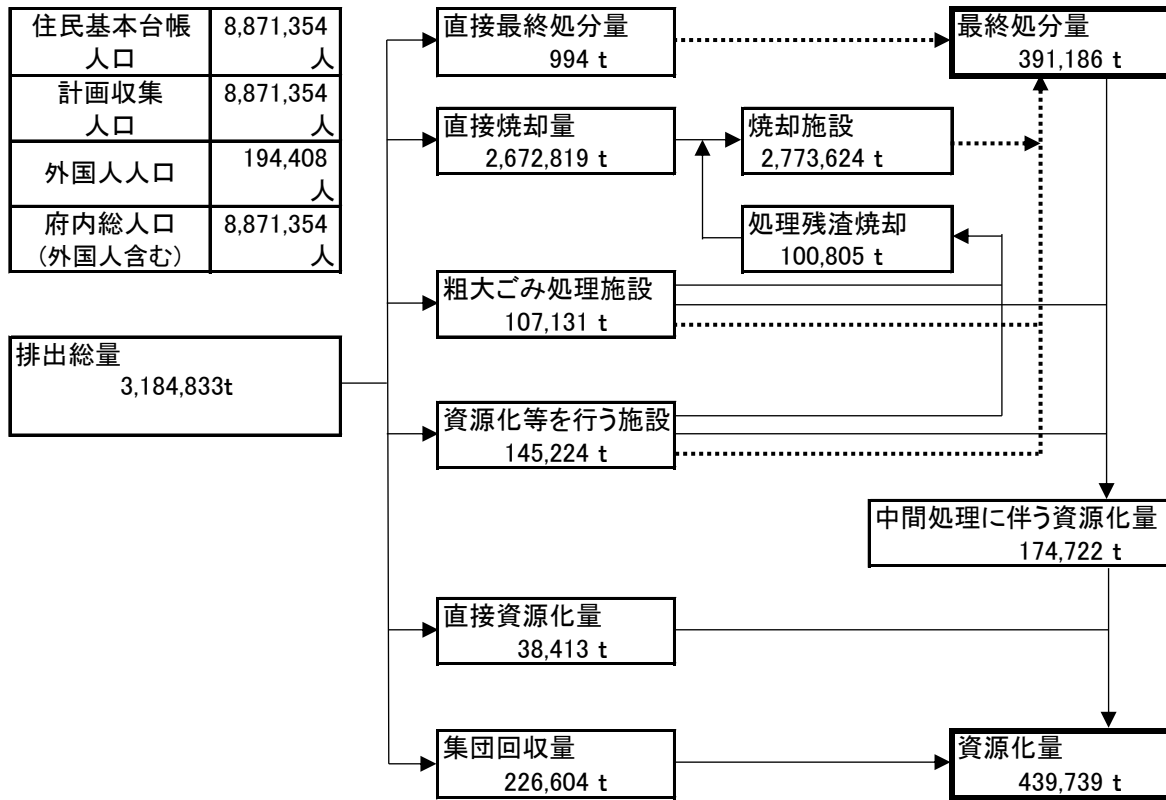 住民基本台帳
人口
8,871,354
人
計画収集
人口
8,871,354
人
外国人人口
194,408
人
府内総人口
(外国人含む)
8,871,354
人
排出総量
3,184,833t
直接最終処分量
994 t
最終処分量
391,186 t
直接焼却量
2,672,819 t
焼却施設
2,773,624 t
処理残渣焼却
100,805 t
粗大ごみ処理施設
107,131 t
資源化等を行う施設
145,224 t
中間処理に伴う資源化量
174,722 t
直接資源化量
38,413 t
集団回収量
226,604 t
資源化量
439,739 t